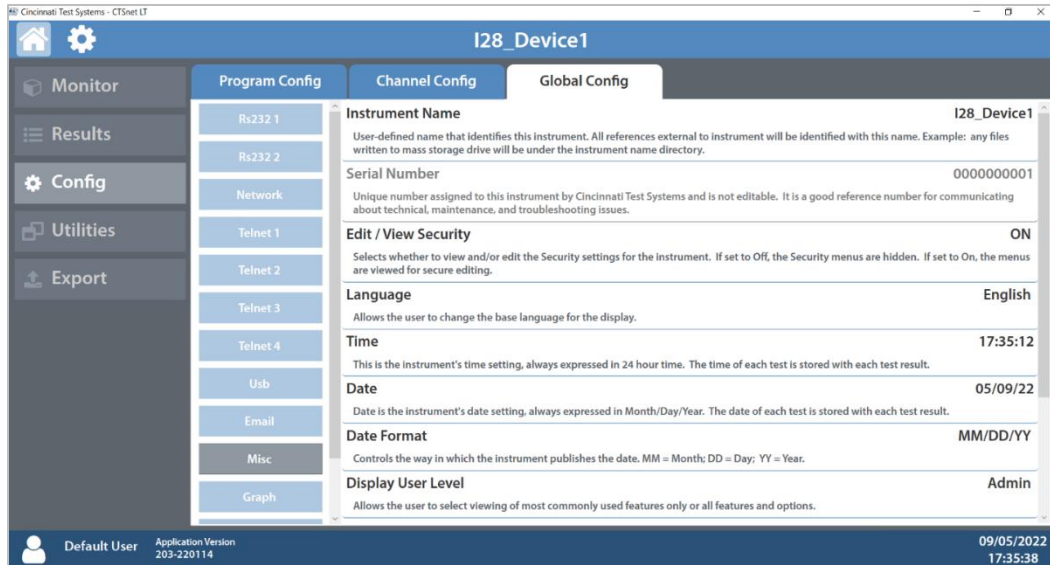 Cincinnati Test Systems - CTSnet LT
I28_Device1
Monitor
Results
Config
Utilities
Export
Program Config
Channel Config
Global Config
Rs232 1
Rs232 2
Network
Telnet 1
Telnet 2
Telnet 3
Telnet 4
Usb
Email
Misc
Graph
Instrument Name I28_Device1
User-defined name that identifies this instrument. All references external to instrument will be identified with this name. Example: any files
written to mass storage drive will be under the instrument name directory.
Serial Number 0000000001
Unique number assigned to this instrument by Cincinnati Test Systems and is not editable. It is a good reference number for communicating
about technical, maintenance, and troubleshooting issues.
Edit / View Security ON
Selects whether to view and/or edit the Security settings for the instrument. If set to Off, the Security menus are hidden. If set to On, the menus
are viewed for secure editing.
Language English
Allows the user to change the base language for the display.
Time 17:35:12
This is the instrument's time setting, always expressed in 24 hour time. The time of each test is stored with each test result.
Date 05/09/22
Date is the instrument's date setting, always expressed in Month/Day/Year. The date of each test is stored with each test result.
Date Format MM/DD/YY
Controls the way in which the instrument publishes the date. MM = Month; DD = Day; YY = Year.
Display User Level Admin
Allows the user to select viewing of most commonly used features only or all features and options.
Default User
Application Version
203-220114
09/05/2022
17:35:38